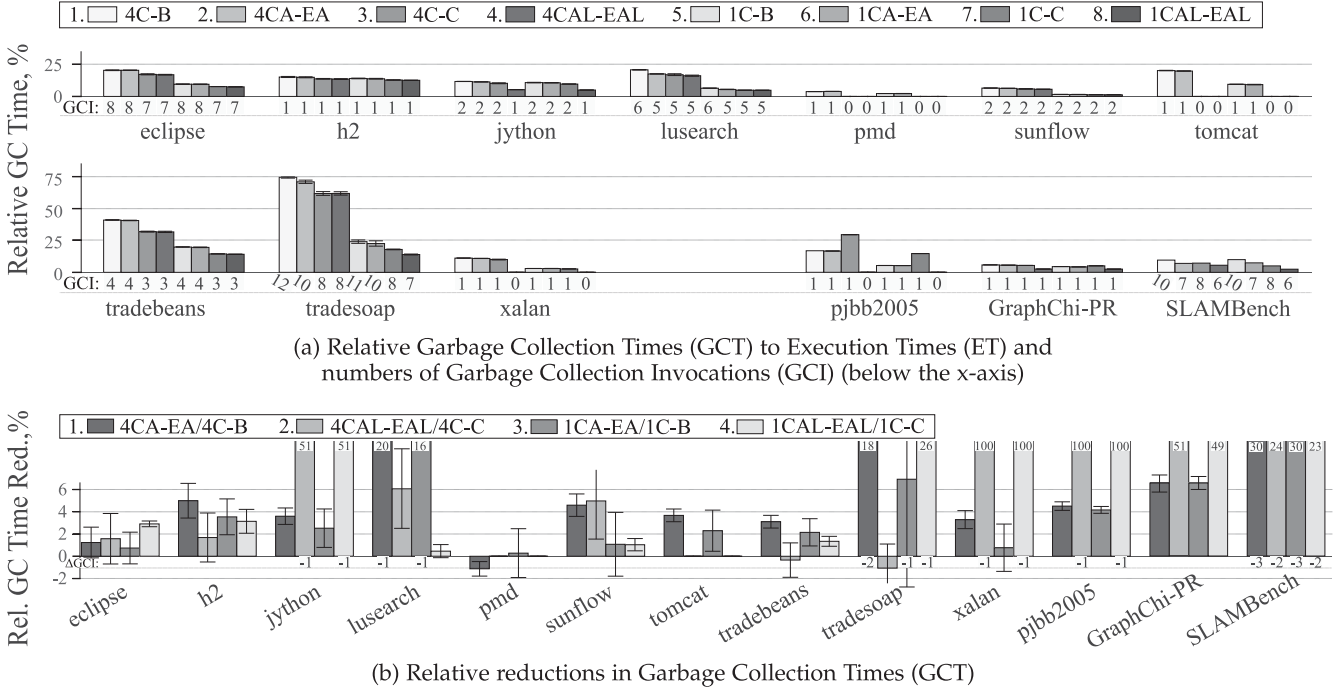 1. 4C-B 2. 4CA-EA 3. 4C-C 4. 4CAL-EAL 5. 1C-B 6. 1CA-EA 7. 1C-C 8. 1CAL-EAL
Relative GC Time, %
25
0
GCI: 8 8 7 7 8 8 7 7 1 1 1 1 1 1 1 1 2 2 2 1 2 2 2 1 6 5 5 5 6 5 5 5 1 1 0 0 1 1 0 0 2 2 2 2 2 2 2 2 1 1 0 0 1 1 0 0
eclipse h2 jython lusearch pmd sunflow tomcat
75
50
25
0
GCI: 4 4 3 3 4 4 3 3 12 10 8 8 11 10 8 7 1 1 1 0 1 1 1 0 1 1 1 0 1 1 1 0 1 1 1 1 1 1 1 1 10 7 8 6 10 7 8 6
tradebeans tradesoap xalan pjbb2005 GraphChi-PR SLAMBench
(a) Relative Garbage Collection Times (GCT) to Execution Times (ET) and
numbers of Garbage Collection Invocations (GCI) (below the x-axis)
Rel. GC Time Red.,%
1. 4CA-EA/4C-B 2. 4CAL-EAL/4C-C 3. 1CA-EA/1C-B 4. 1CAL-EAL/1C-C
51 51 20 16 18 26 100 100 100 100 51 49 30 24 30 23
6
4
2
0
ΔGCI: -1 -1 -1 -2 -1 -1 -1 -1 -1 -1 -3 -2 -3 -2
-2
eclipse h2 jython lusearch pmd sunflow tomcat tradebeans tradesoap xalan pjbb2005 GraphChi-PR SLAMBench
(b) Relative reductions in Garbage Collection Times (GCT)